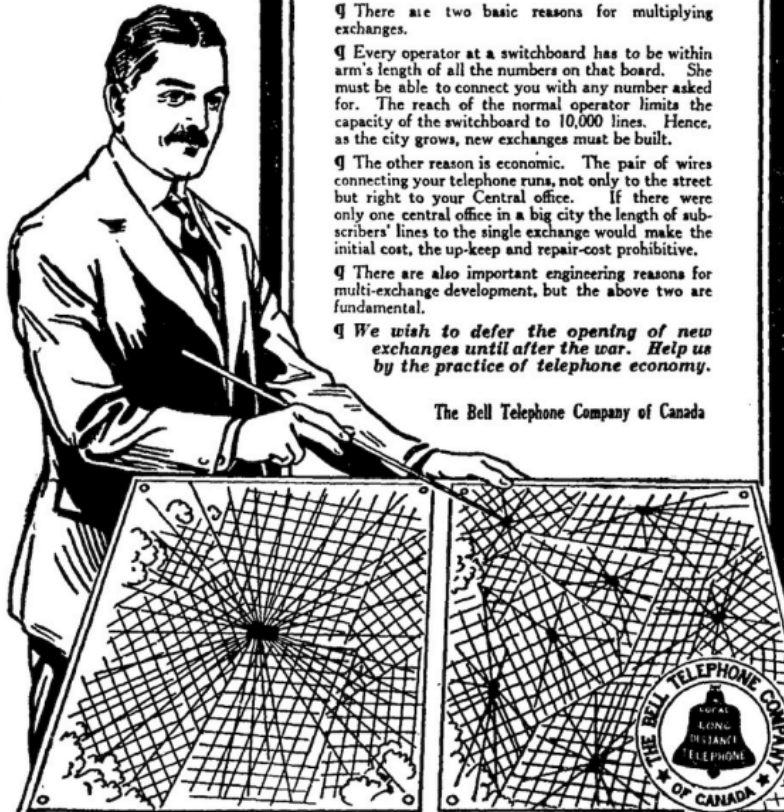 ¶ There are two basic reasons for multiplying
exchanges.
¶ Every operator at a switchboard has to be within
arm's length of all the numbers on that board. She
must be able to connect you with any number asked
for. The reach of the normal operator limits the
capacity of the switchboard to 10,000 lines. Hence,
as the city grows, new exchanges must be built.
¶ The other reason is economic. The pair of wires
connecting your telephone runs, not only to the street
but right to your Central office. If there were
only one central office in a big city the length of sub-
scribers' lines to the single exchange would make the
initial cost, the up-keep and repair-cost prohibitive.
¶ There are also important engineering reasons for
multi-exchange development, but the above two are
fundamental.
¶ We wish to defer the opening of new
exchanges until after the war. Help us
by the practice of telephone economy.
The Bell Telephone Company of Canada
THE BELL TELEPHONE COMPANY
OF CANADA
LOCAL
LONG
DISTANCE
TELEPHONE